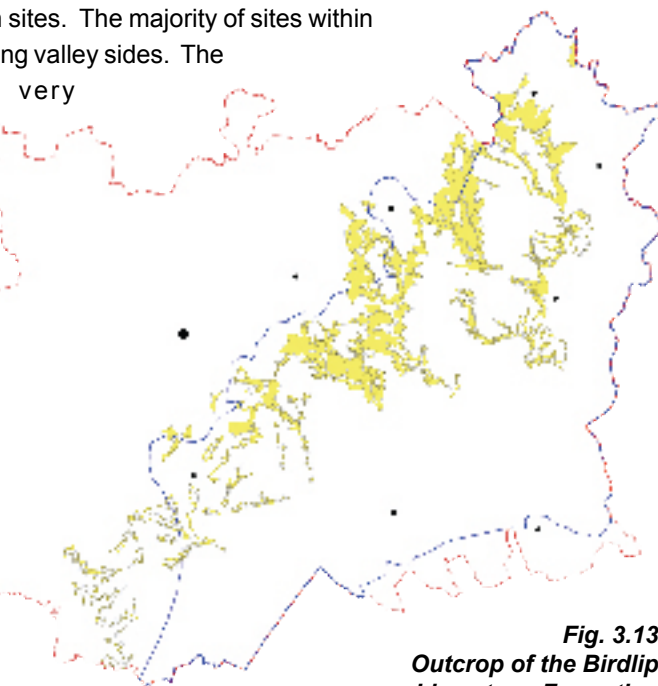 sites. The majority of sites within
ng valley sides. The
very
Fig. 3.13
Outcrop of the Birdlip